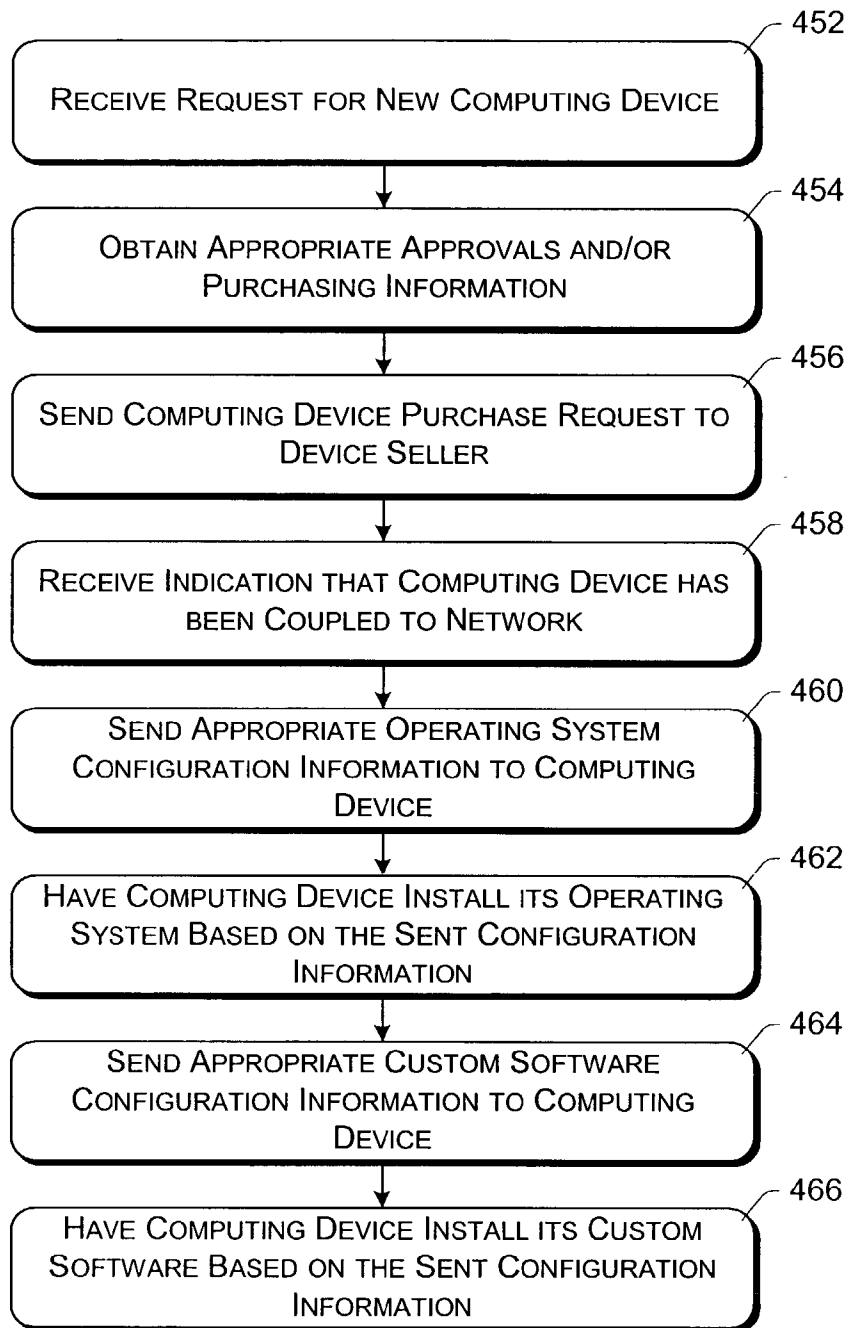 452
RECEIVE REQUEST FOR NEW COMPUTING DEVICE
454
OBTAIN APPROPRIATE APPROVALS AND/OR
PURCHASING INFORMATION
456
SEND COMPUTING DEVICE PURCHASE REQUEST TO
DEVICE SELLER
458
RECEIVE INDICATION THAT COMPUTING DEVICE HAS
BEEN COUPLED TO NETWORK
460
SEND APPROPRIATE OPERATING SYSTEM
CONFIGURATION INFORMATION TO COMPUTING
DEVICE
462
HAVE COMPUTING DEVICE INSTALL ITS OPERATING
SYSTEM BASED ON THE SENT CONFIGURATION
INFORMATION
464
SEND APPROPRIATE CUSTOM SOFTWARE
CONFIGURATION INFORMATION TO COMPUTING
DEVICE
466
HAVE COMPUTING DEVICE INSTALL ITS CUSTOM
SOFTWARE BASED ON THE SENT CONFIGURATION
INFORMATION